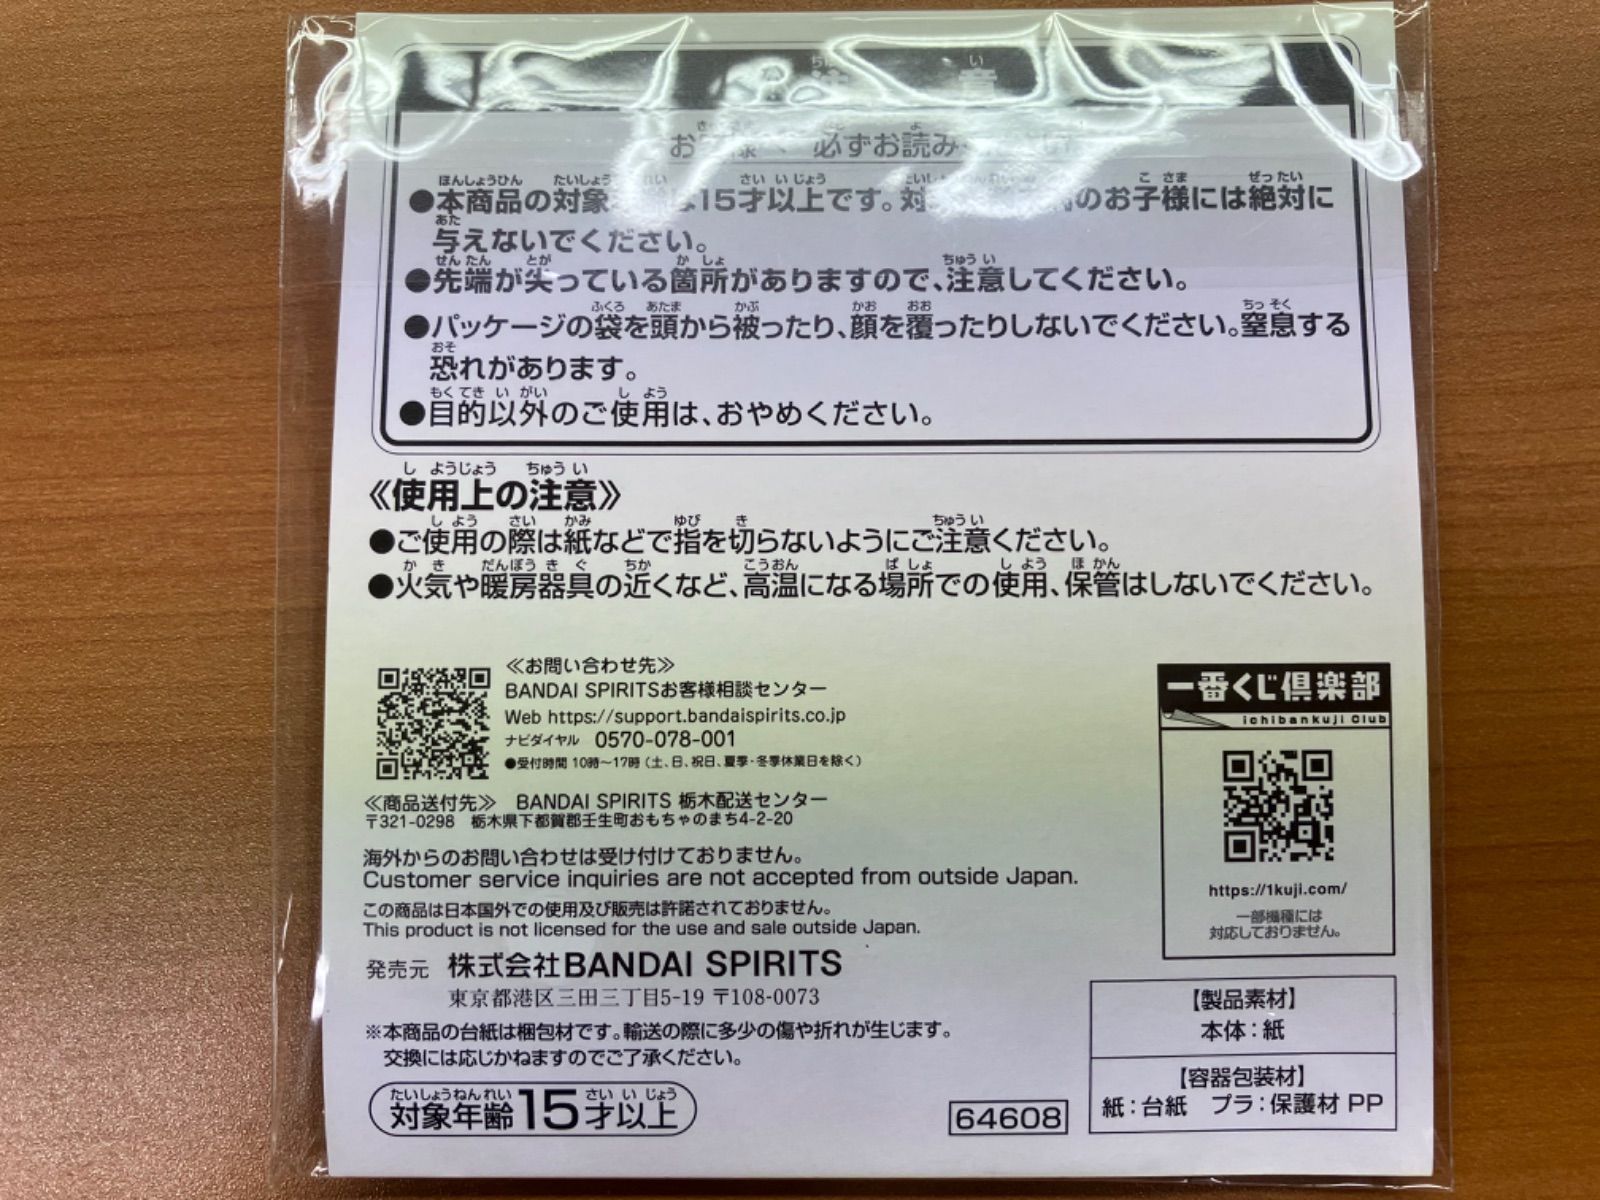 注意
お 様 必ずお読み
●本商品の対象 は15才以上です。対 のお子様には絶対に
与えないでください。
●先端が尖っている箇所がありますので、注意してください。
●パッケージの袋を頭から被ったり、顔を覆ったりしないでください。窒息する
恐れがあります。
●目的以外のご使用は、おやめください。
《使用上の注意》
●ご使用の際は紙などで指を切らないようにご注意ください。
●火気や暖房器具の近くなど、高温になる場所での使用、保管はしないでください。
≪お問い合わせ先≫
BANDAI SPIRITSお客様相談センター
Web https://support.bandaispirits.co.jp
ナビダイヤル 0570-078-001
●受付時間 10時～17時（土、日、祝日、夏季・冬季休業日を除く）
≪商品送付先≫ BANDAI SPIRITS 栃木配送センター
〒321-0298 栃木県下都賀郡壬生町おもちゃのまち4-2-20
海外からのお問い合わせは受け付けておりません。
Customer service inquiries are not accepted from outside Japan.
この商品は日本国外での使用及び販売は許諾されておりません。
This product is not licensed for the use and sale outside Japan.
発売元 株式会社BANDAI SPIRITS
東京都港区三田三丁目5-19 〒108-0073
※本商品の台紙は梱包材です。輸送の際に多少の傷や折れが生じます。
交換には応じかねますのでご了承ください。
対象年齢15才以上
64608
一番くじ倶楽部
ichibankuji Club
https://1kuji.com/
一部機種には
対応しておりません。
【製品素材】
本体：紙
【容器包装材】
紙：台紙 プラ：保護材 PP